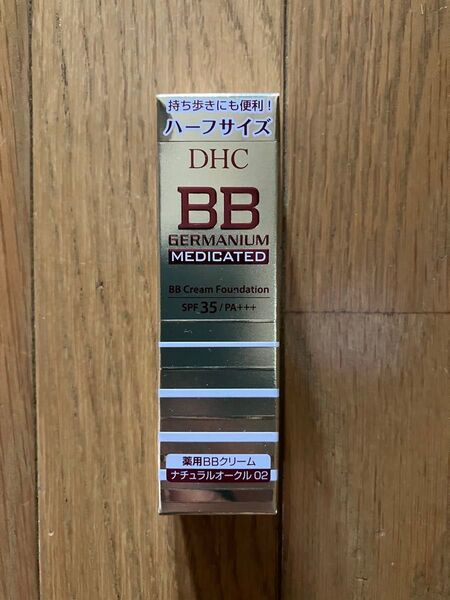 持ち歩きにも便利!
ハーフサイズ
DHC
BB
GERMANIUM
MEDICATED
BB Cream Foundation
SPF 35/PA+++
薬用BBクリーム
ナチュラルオークル 02